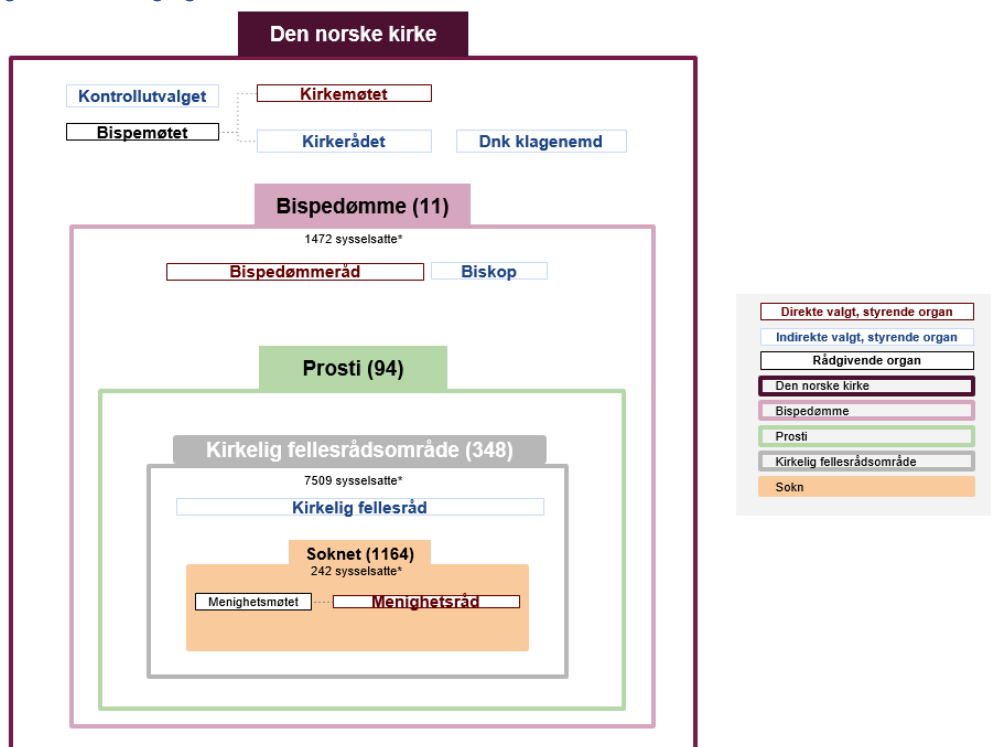 Den norske kirke
Kontrollutvalget
Kirkemøtet
Bispemøtet
Kirkerådet
Dnk klagenemd
Bispedømme (11)
1472 sysselsatte*
Bispedømmeråd
Biskop
Prosti (94)
Kirkelig fellesrådsområde (348)
7509 sysselsatte*
Kirkelig fellesråd
Soknet (1164)
242 sysselsatte*
Menighetsmøtet
Menighetsråd
Direkte valgt, styrende organ
Indirekte valgt, styrende organ
Rådgivende organ
Den norske kirke
Bispedømme
Prosti
Kirkelig fellesrådsområde
Sokn